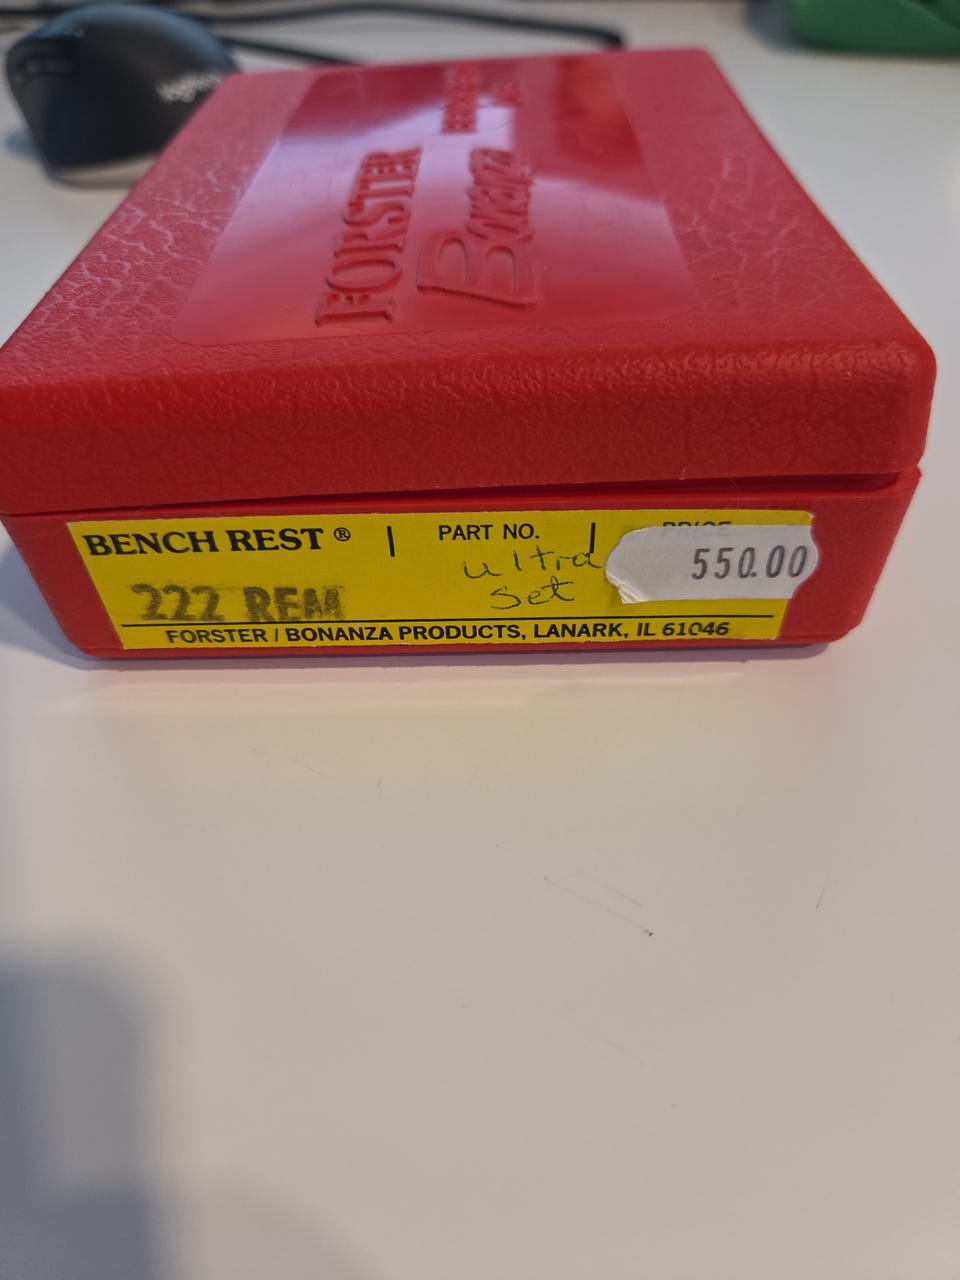 logitech
FORSTER
Bonanza
BENCH REST ® | PART NO. | PRICE
ultra
set
550.00
222 REM
FORSTER / BONANZA PRODUCTS, LANARK, IL 61046